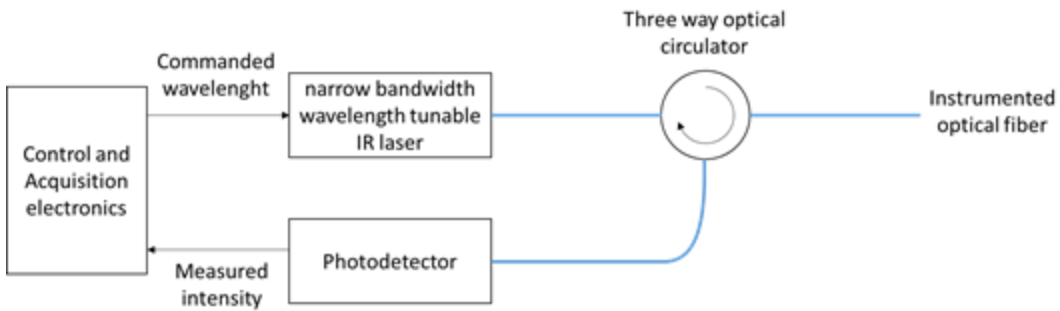 Three way optical
circulator
Commanded
wavelenght
narrow bandwidth
wavelength tunable
IR laser
Instrumented
optical fiber
Control and
Acquisition
electronics
Photodetector
Measured
intensity